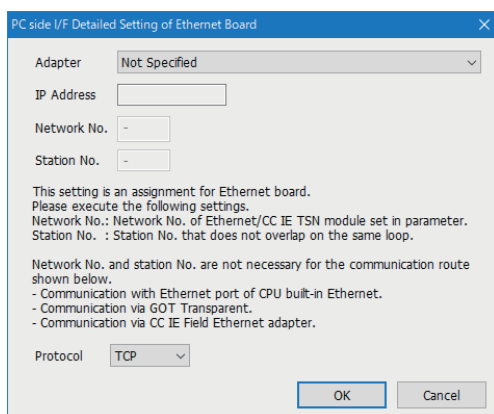 PC side I/F Detailed Setting of Ethernet Board
Adapter Not Specified
IP Address
Network No. -
Station No. -
This setting is an assignment for Ethernet board.
Please execute the following settings.
Network No.: Network No. of Ethernet/CC IE TSN module set in parameter.
Station No. : Station No. that does not overlap on the same loop.
Network No. and station No. are not necessary for the communication route
shown below.
- Communication with Ethernet port of CPU built-in Ethernet.
- Communication via GOT Transparent.
- Communication via CC IE Field Ethernet adapter.
Protocol TCP
OK Cancel